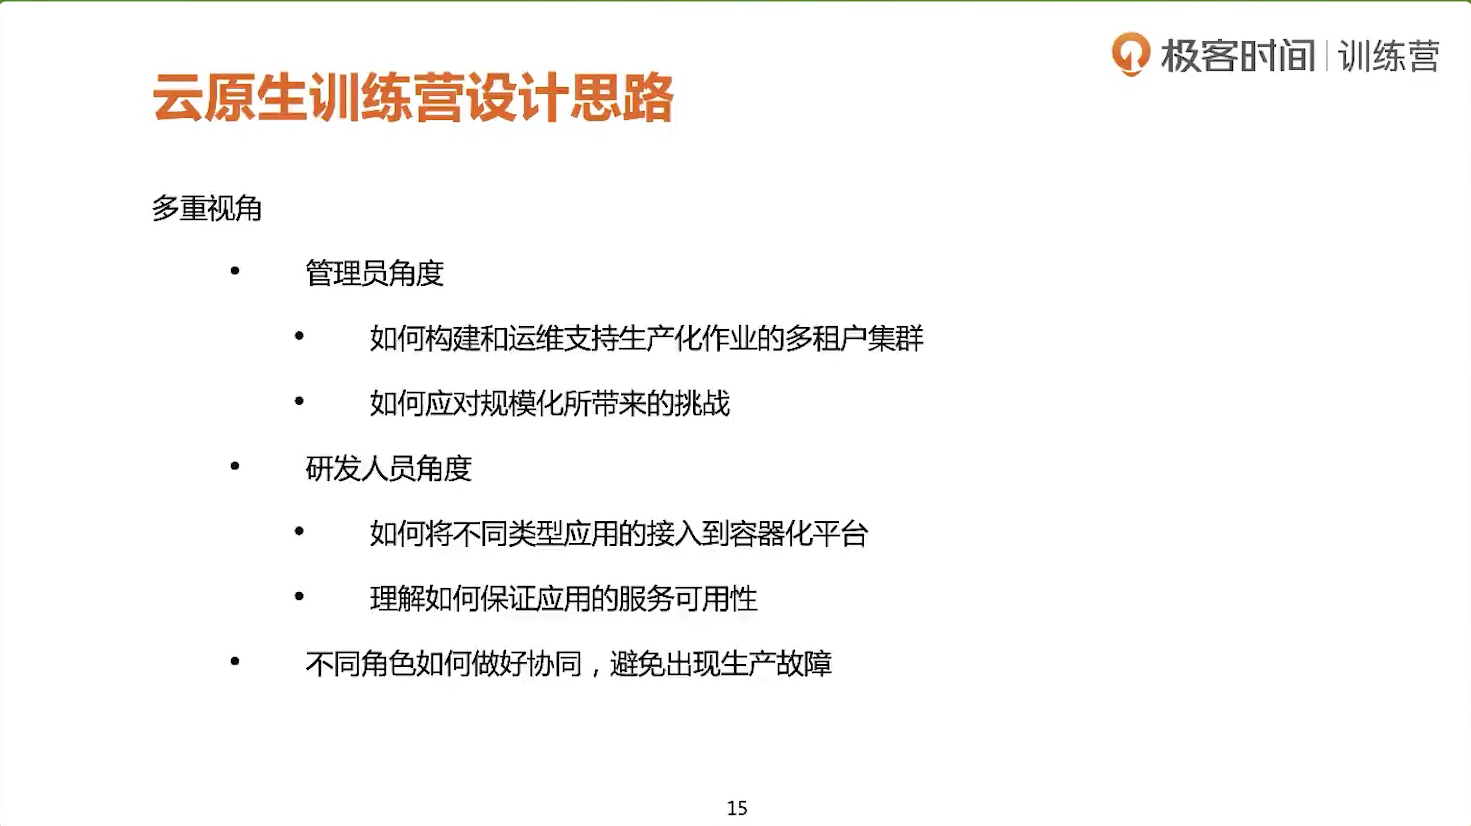 极客时间 | 训练营
云原生训练营设计思路
多重视角
• 管理员角度
• 如何构建和运维支持生产化作业的多租户集群
• 如何应对规模化所带来的挑战
• 研发人员角度
• 如何将不同类型应用的接入到容器化平台
• 理解如何保证应用的服务可用性
• 不同角色如何做好协同，避免出现生产故障
15